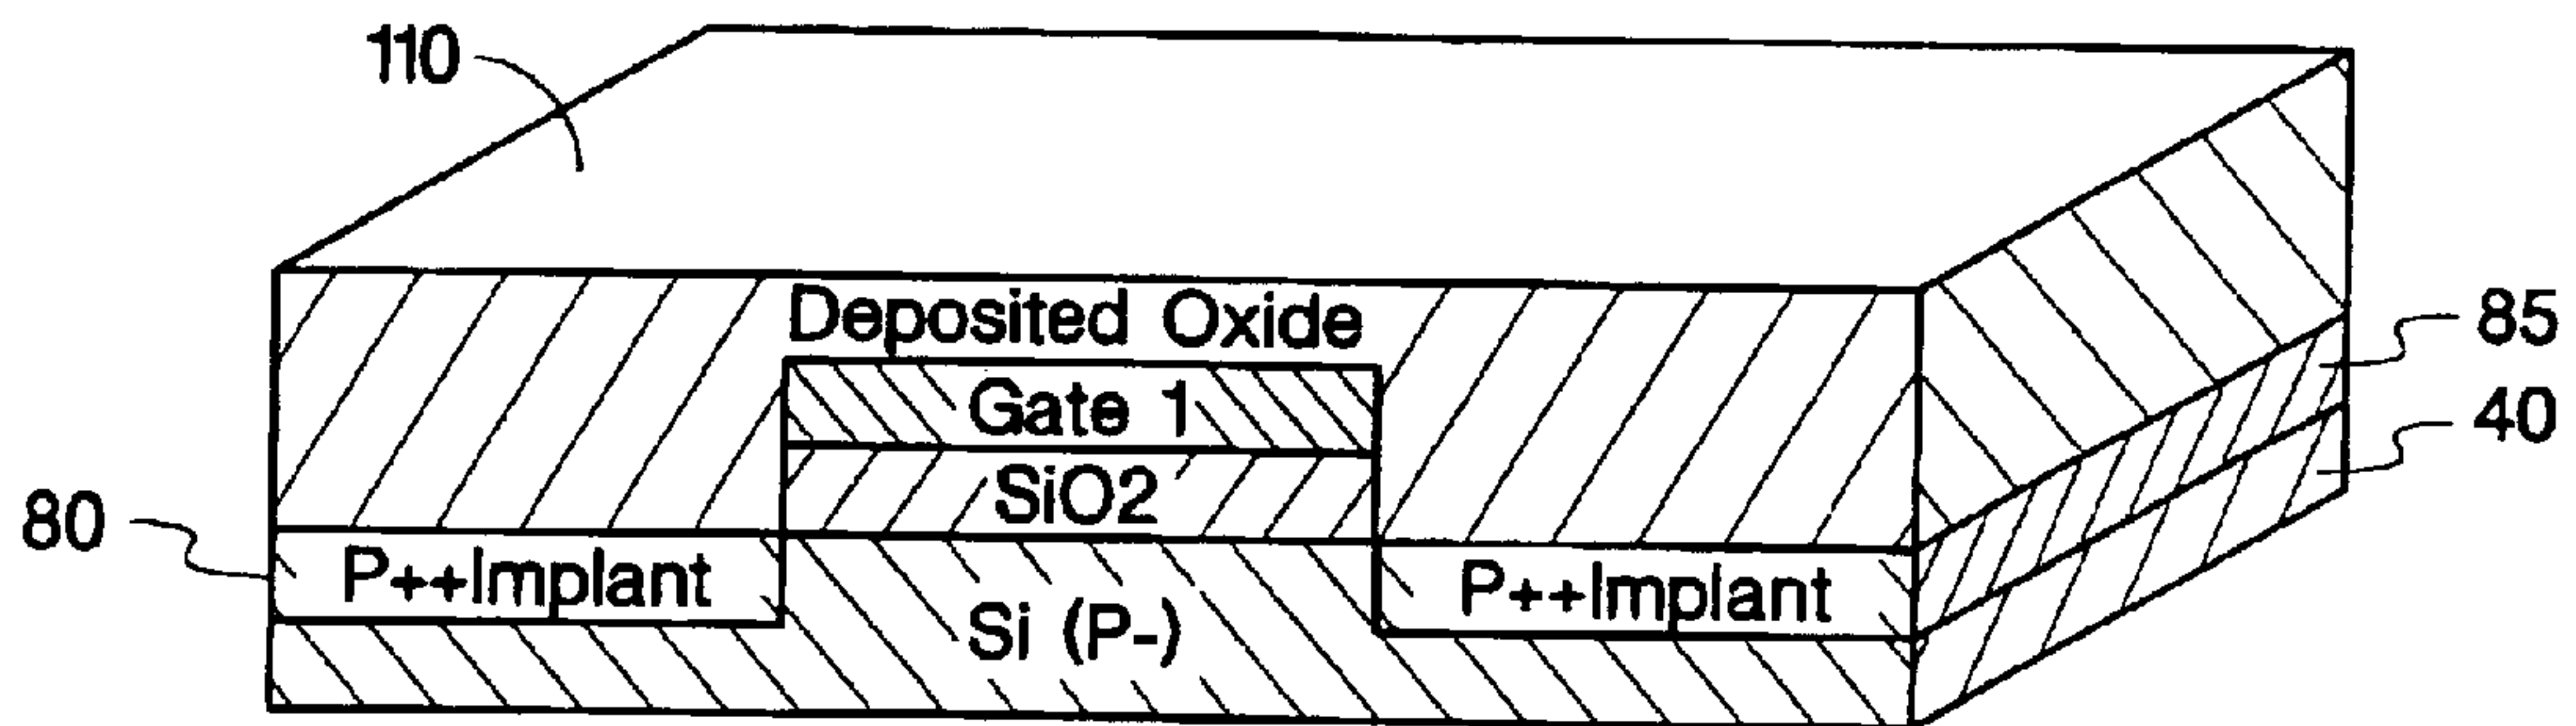 110
Deposited Oxide
85
Gate 1
40
SiO2
80
P++Implant
P++Implant
Si (P-)